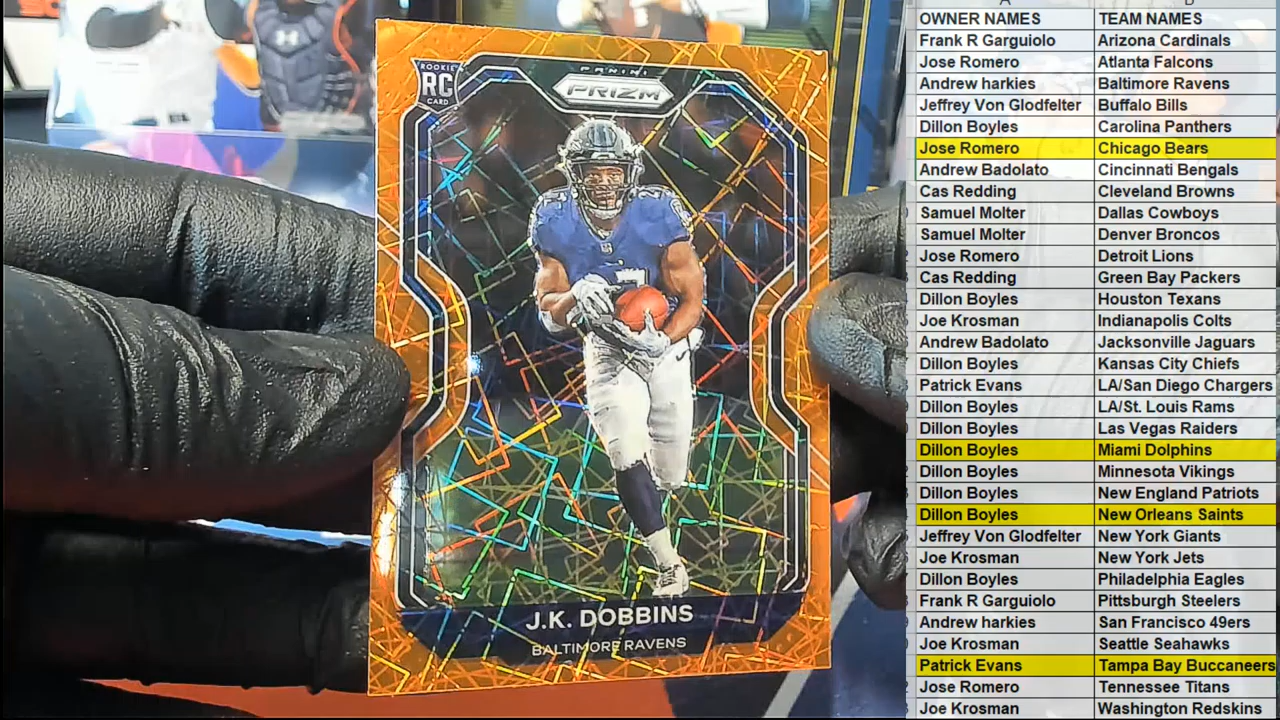 ROOKIE
RC
CARD
PANINI
PRIZM
J.K. DOBBINS
BALTIMORE RAVENS
OWNER NAMES TEAM NAMES
Frank R Garguiolo Arizona Cardinals
Jose Romero Atlanta Falcons
Andrew harkies Baltimore Ravens
Jeffrey Von Glodfelter Buffalo Bills
Dillon Boyles Carolina Panthers
Jose Romero Chicago Bears
Andrew Badolato Cincinnati Bengals
Cas Redding Cleveland Browns
Samuel Molter Dallas Cowboys
Samuel Molter Denver Broncos
Jose Romero Detroit Lions
Cas Redding Green Bay Packers
Dillon Boyles Houston Texans
Joe Krosman Indianapolis Colts
Andrew Badolato Jacksonville Jaguars
Dillon Boyles Kansas City Chiefs
Patrick Evans LA/San Diego Chargers
Dillon Boyles LA/St. Louis Rams
Dillon Boyles Las Vegas Raiders
Dillon Boyles Miami Dolphins
Dillon Boyles Minnesota Vikings
Dillon Boyles New England Patriots
Dillon Boyles New Orleans Saints
Jeffrey Von Glodfelter New York Giants
Joe Krosman New York Jets
Dillon Boyles Philadelphia Eagles
Frank R Garguiolo Pittsburgh Steelers
Andrew harkies San Francisco 49ers
Joe Krosman Seattle Seahawks
Patrick Evans Tampa Bay Buccaneers
Jose Romero Tennessee Titans
Joe Krosman Washington Redskins